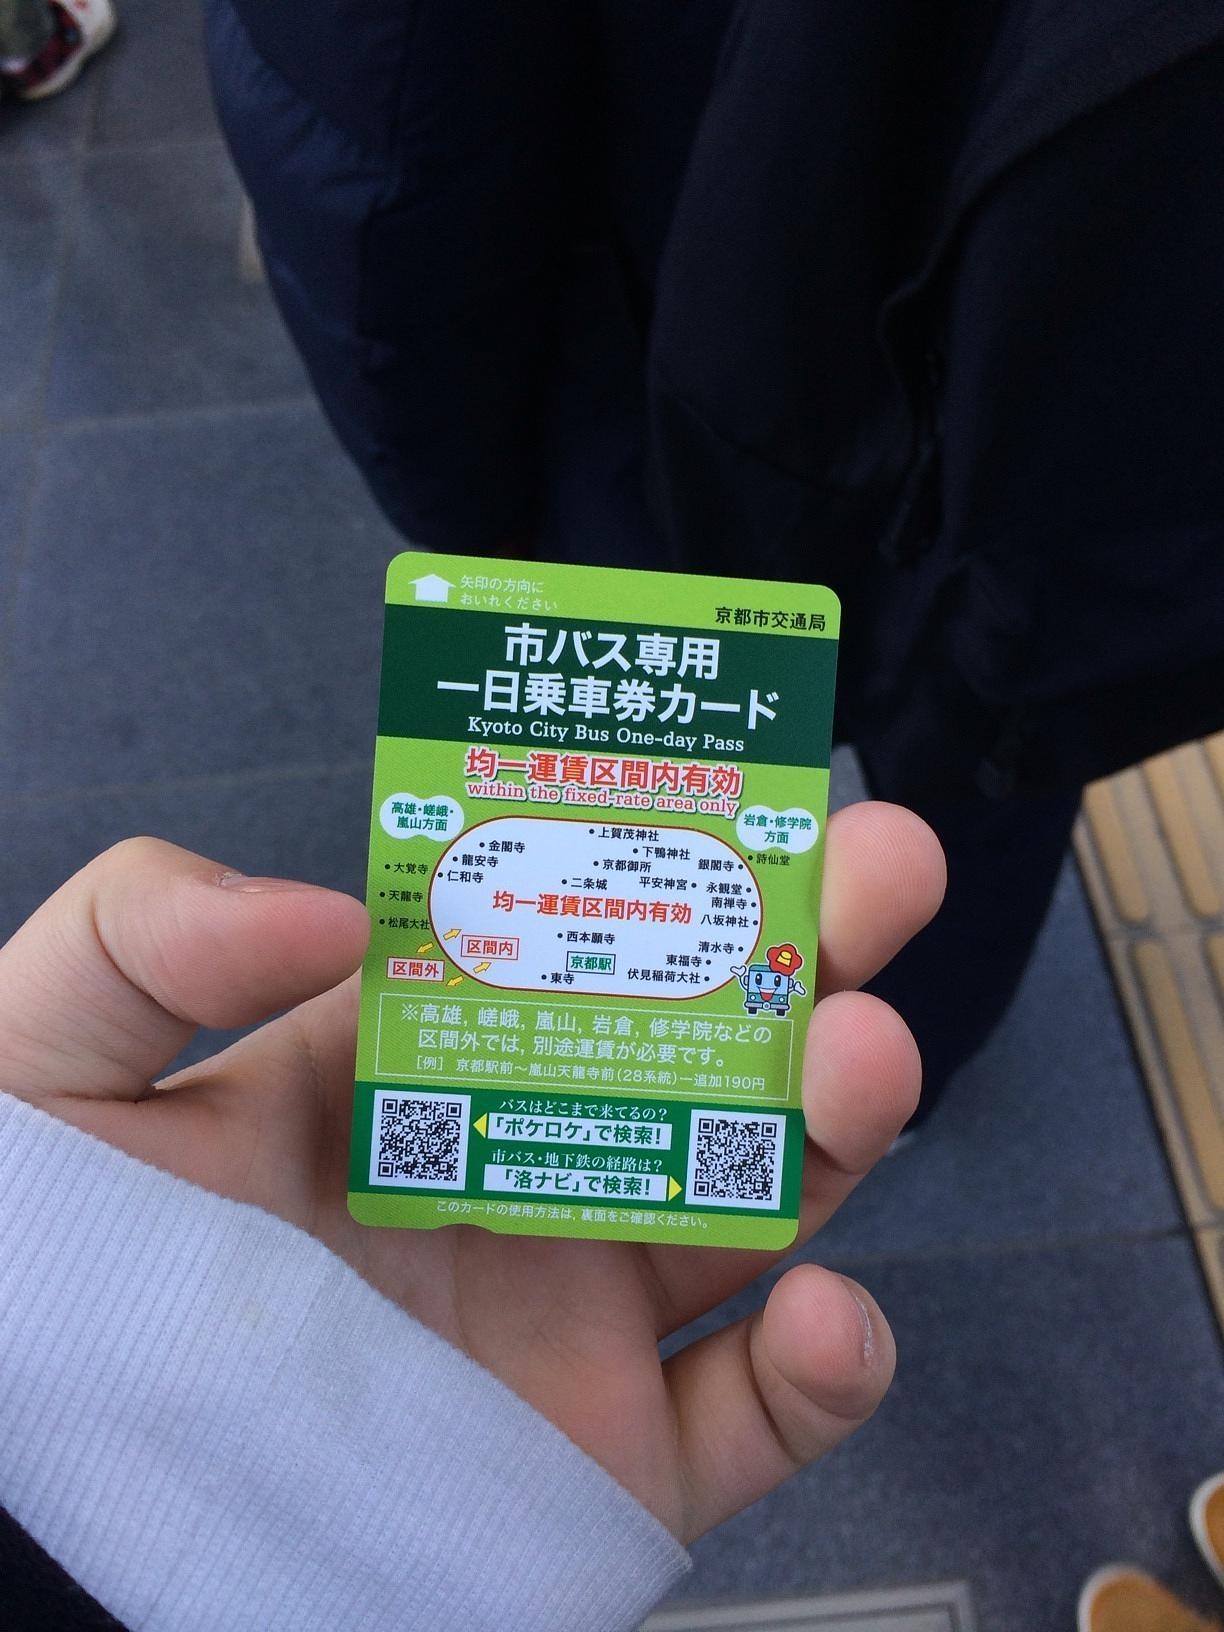 矢印の方向に
おいれください
京都市交通局
市バス専用
一日乗車券カード
Kyoto City Bus One-day Pass
均一運賃区間内有効
within the fixed-rate area only
高雄・嵯峨・
嵐山方面
岩倉・修学院
方面
上賀茂神社
金閣寺
下鴨神社
龍安寺
京都御所
銀閣寺
詩仙堂
大覚寺
仁和寺
二条城
平安神宮
永観堂
天龍寺
均一運賃区間内有効
南禅寺
八坂神社
松尾大社
区間内
西本願寺
清水寺
区間外
京都駅
東福寺
東寺
伏見稲荷大社
※高雄, 嵯峨, 嵐山, 岩倉, 修学院などの
区間外では, 別途運賃が必要です。
［例］ 京都駅前～嵐山天龍寺前(28系統)ー追加190円
バスはどこまで来てるの？
「ポケロケ」で検索!
市バス・地下鉄の経路は？
「洛ナビ」で検索!
このカードの使用方法は, 裏面をご確認ください。